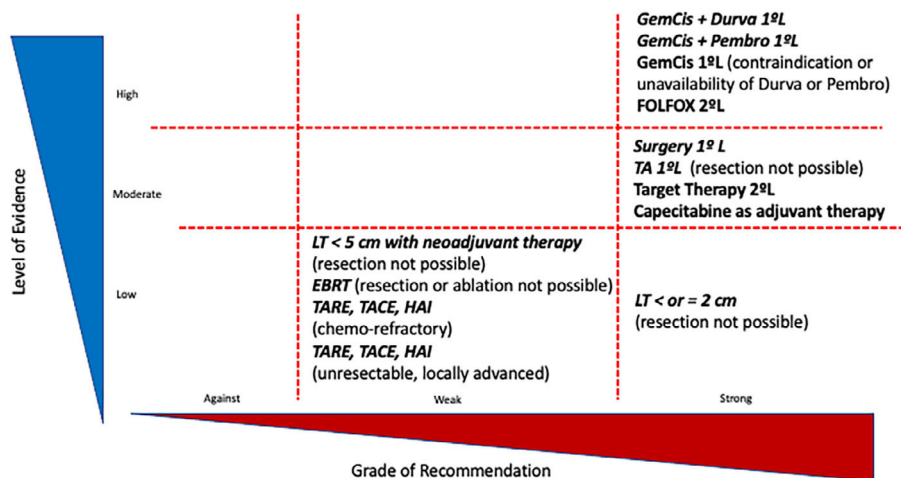 GemCis + Durva 1ºL
GemCis + Pembro 1ºL
GemCis 1ºL (contraindication or
unavailability of Durva or Pembro)
FOLFOX 2ºL
High
Surgery 1º L
TA 1ºL (resection not possible)
Target Therapy 2ºL
Capecitabine as adjuvant therapy
Moderate
Level of Evidence
LT < 5 cm with neoadjuvant therapy
(resection not possible)
EBRT (resection or ablation not possible)
TARE, TACE, HAI
(chemo-refractory)
TARE, TACE, HAI
(unresectable, locally advanced)
Low
LT < or = 2 cm
(resection not possible)
Against
Weak
Strong
Grade of Recommendation